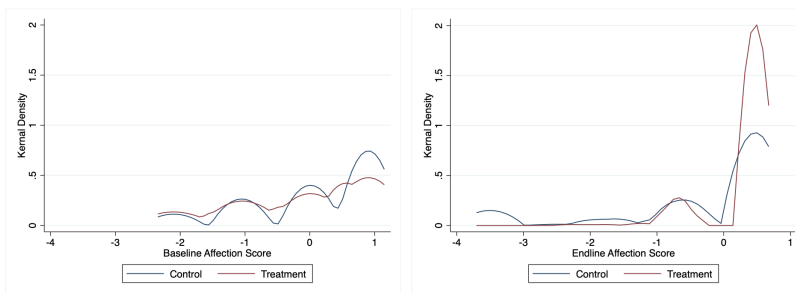 2
1.5
1
.5
0
Kernal Density
-4 -3 -2 -1 0 1
Baseline Affection Score
Control Treatment
2
1.5
1
.5
0
Kernal Density
-4 -3 -2 -1 0 1
Endline Affection Score
Control Treatment